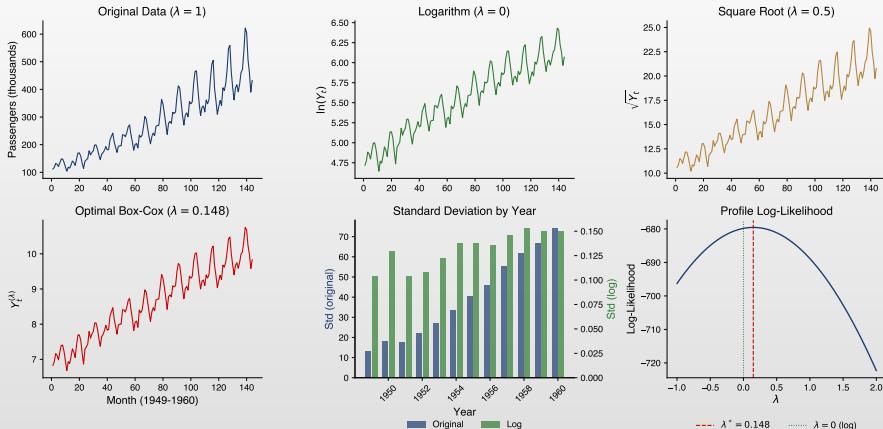 Original Data (λ = 1)
Passengers (thousands)
600
500
400
300
200
100
0 20 40 60 80 100 120 140
Logarithm (λ = 0)
ln(Y_t)
6.50
6.25
6.00
5.75
5.50
5.25
5.00
4.75
0 20 40 60 80 100 120 140
Square Root (λ = 0.5)
√Y_t
25.0
22.5
20.0
17.5
15.0
12.5
10.0
0 20 40 60 80 100 120 140
Optimal Box-Cox (λ = 0.148)
Y_t^(λ)
10
9
8
7
0 20 40 60 80 100 120 140
Month (1949-1960)
Standard Deviation by Year
Std (original)
70
60
50
40
30
20
10
0
Std (log)
0.150
0.125
0.100
0.075
0.050
0.025
0.000
1950 1952 1954 1956 1958 1960
Year
Original Log
Profile Log-Likelihood
Log-Likelihood
−680
−690
−700
−710
−720
−1.0 −0.5 0.0 0.5 1.0 1.5 2.0
λ
λ* = 0.148 λ = 0 (log)